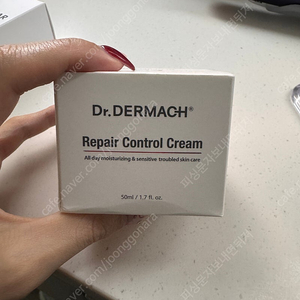 Dr.DERMACH®
Repair Control Cream
All day moisturizing & sensitive troubled skin care
50ml / 1.7 fl. oz.